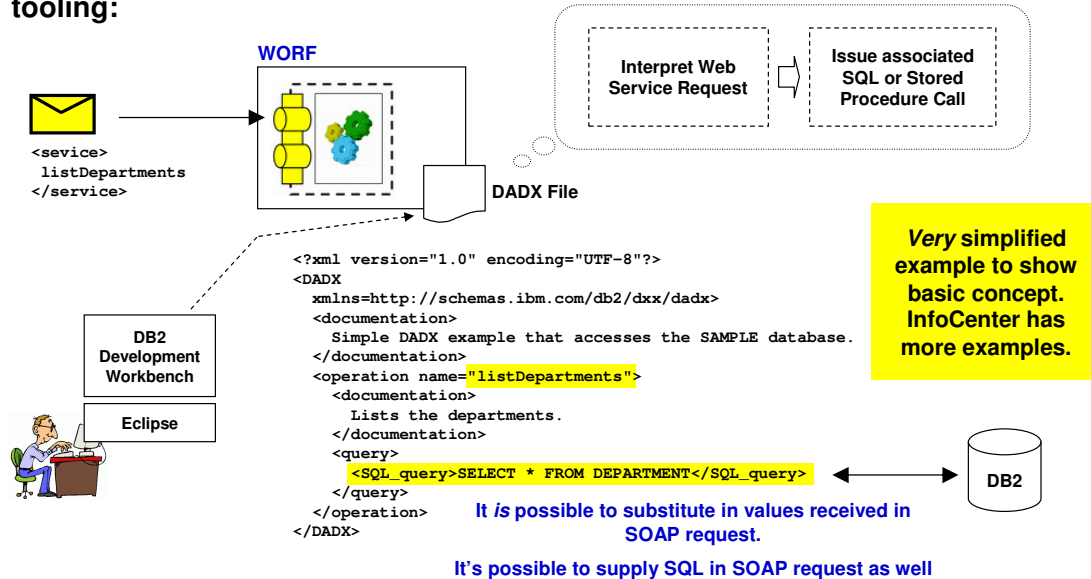 tooling:
WORF
<sevice>
listDepartments
</service>
Interpret Web
Service Request
Issue associated
SQL or Stored
Procedure Call
DADX File
<?xml version="1.0" encoding="UTF-8"?>
<DADX
xmlns=http://schemas.ibm.com/db2/dxx/dadx>
<documentation>
Simple DADX example that accesses the SAMPLE database.
</documentation>
<operation name="listDepartments">
<documentation>
Lists the departments.
</documentation>
<query>
<SQL_query>SELECT * FROM DEPARTMENT</SQL_query>
</query>
</operation>
</DADX>
Very simplified
example to show
basic concept.
InfoCenter has
more examples.
DB2
Development
Workbench
Eclipse
DB2
It is possible to substitute in values received in
SOAP request.
It's possible to supply SQL in SOAP request as well